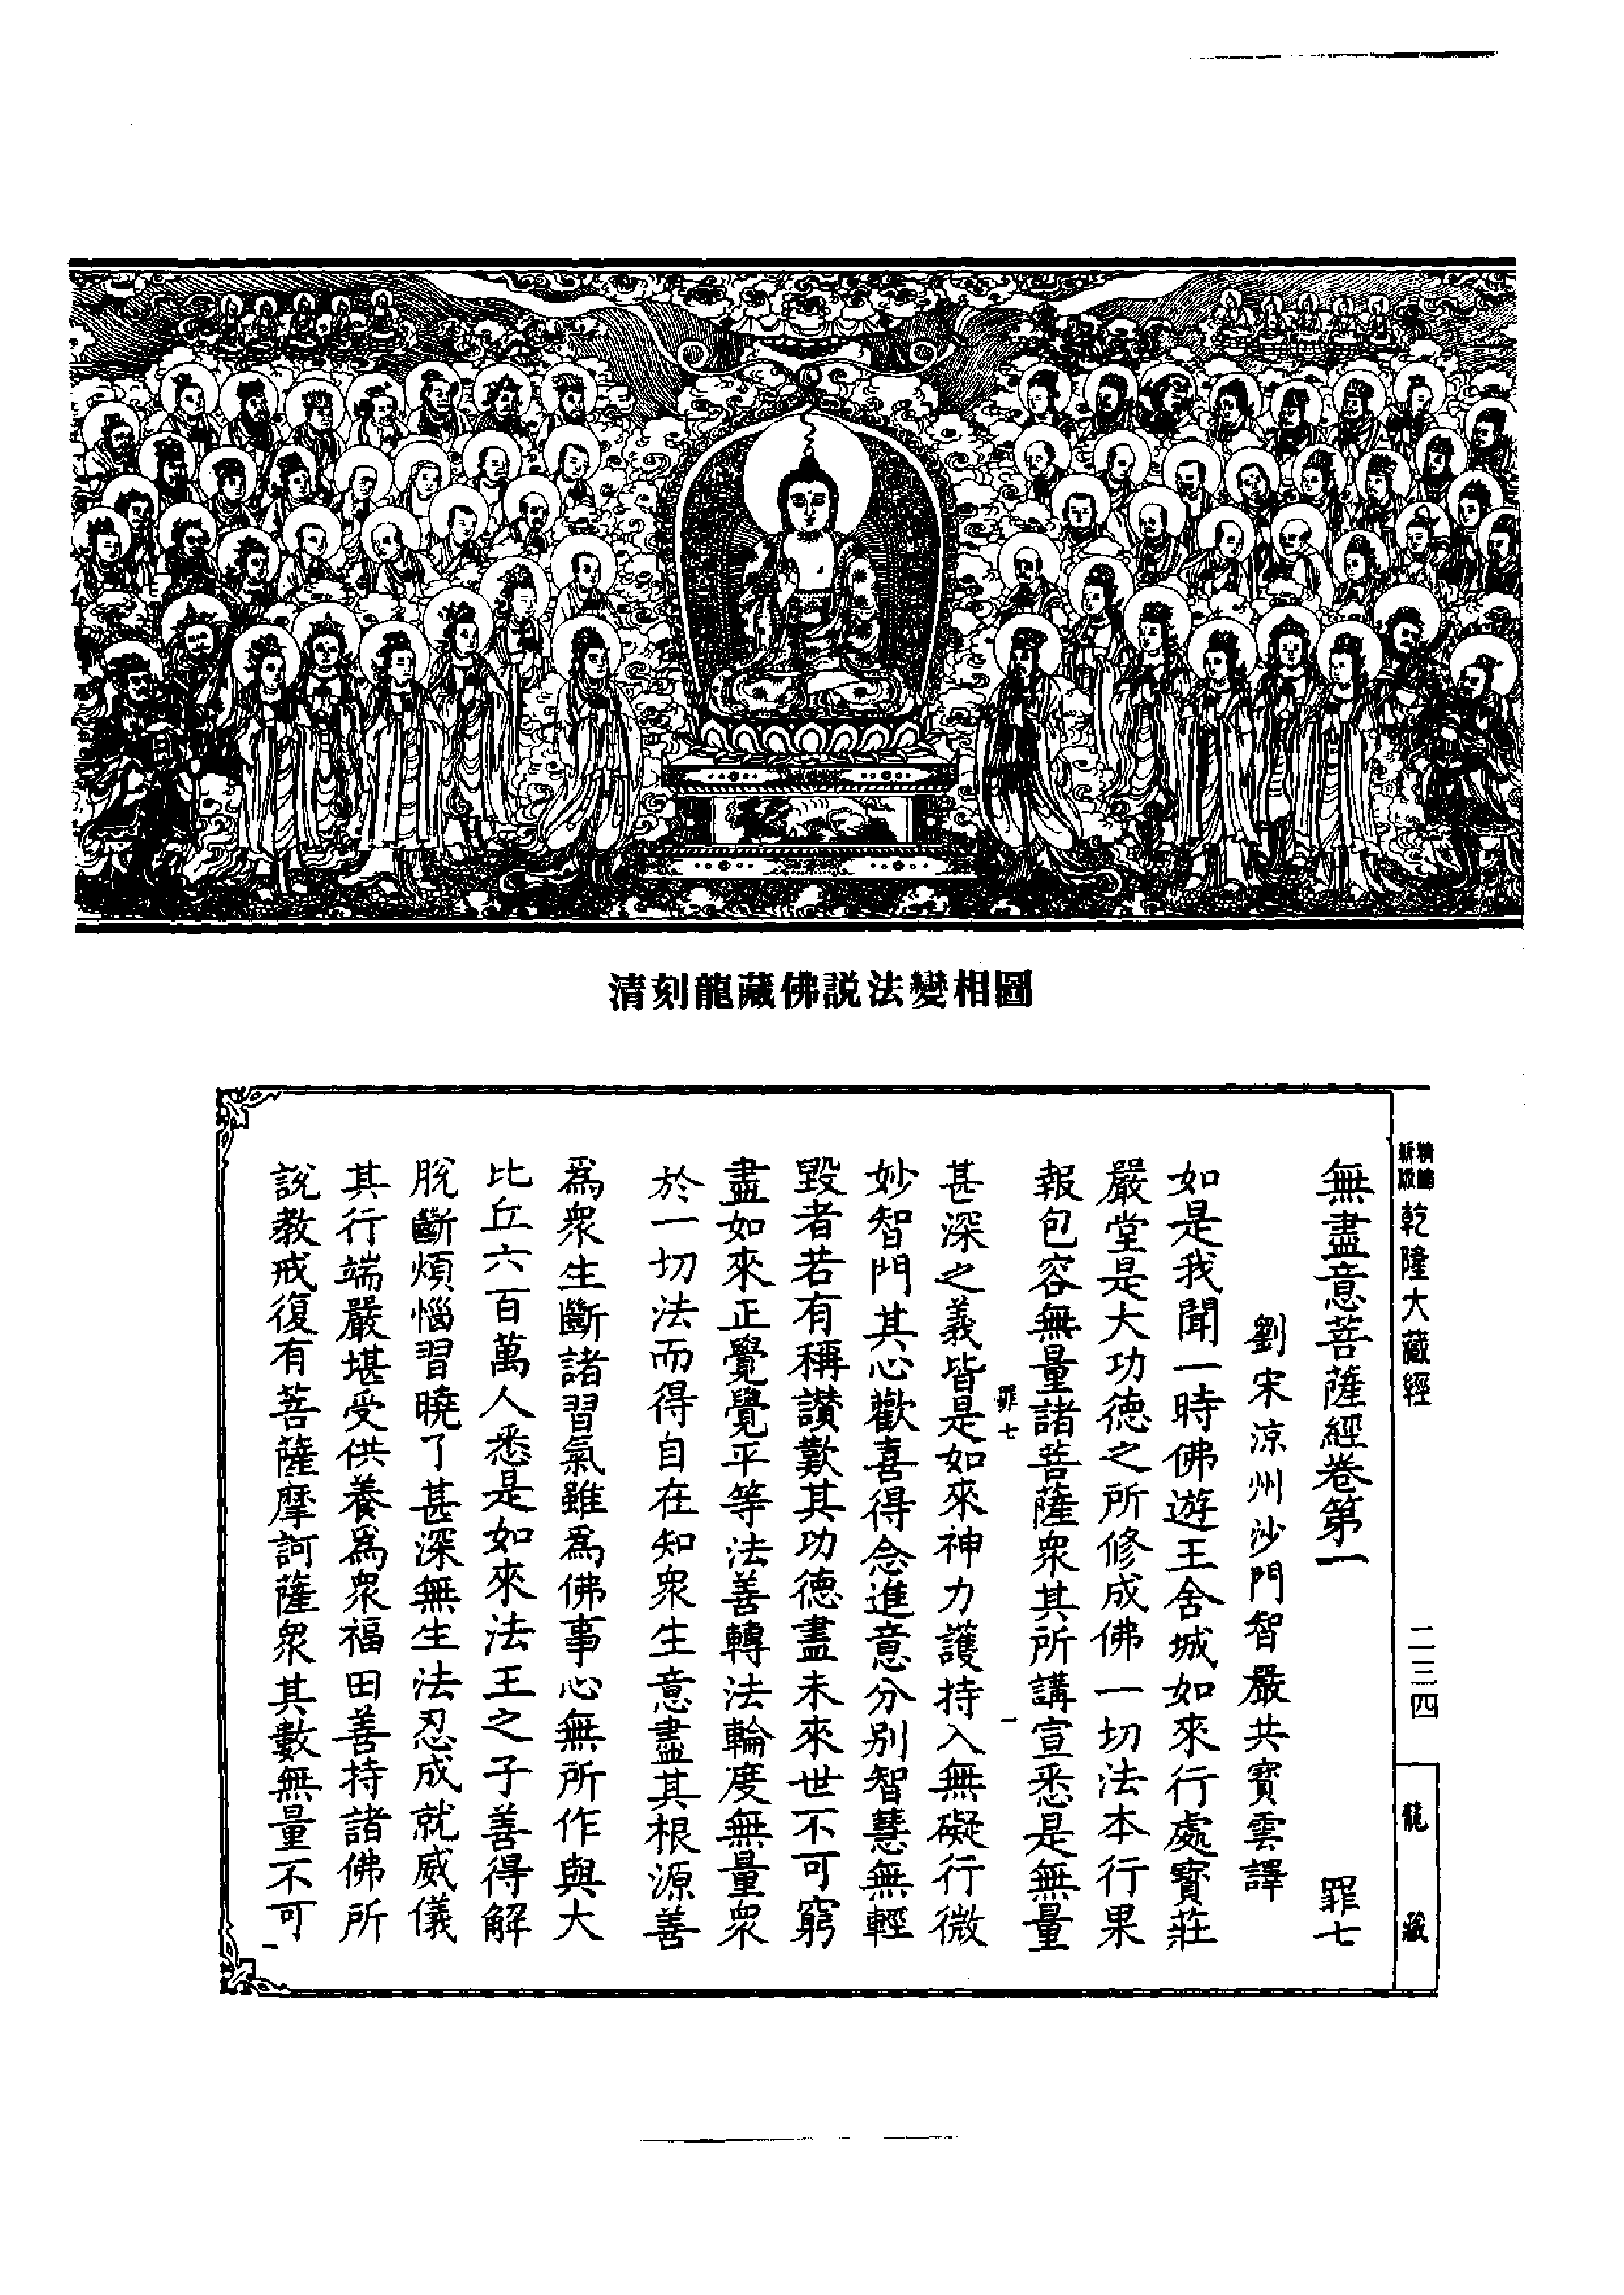 清刻龍藏佛説法變相圖
乾隆大藏經
二三四
龍藏
無盡意菩薩經卷第一 罪七
劉宋涼州沙門智嚴共寶雲譯
如是我聞一時佛遊王舍城如來行處寶莊
嚴堂是大功德之所修成佛一切法本行果
報包容無量諸菩薩衆其所講宣悉是無量
罪七 一
甚深之義皆是如來神力護持入無礙行微
妙智門其心歡喜得念進意分別智慧無輕
毀者若有稱讚歎其功德盡未來世不可窮
盡如來正覺覺平等法善轉法輪度無量衆
於一切法而得自在知衆生意盡其根源善
爲衆生斷諸習氣雖爲佛事心無所作與大
比丘六百萬人悉是如來法王之子善得解
脫斷煩惱習曉了甚深無生法忍成就威儀
其行端嚴堪受供養爲衆福田善持諸佛所
說教戒復有菩薩摩訶薩衆其數無量不可